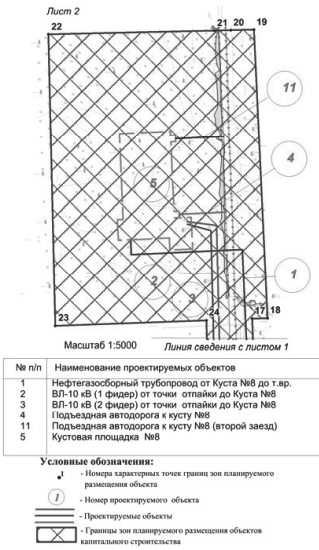 Лист 2
22
21
20
19
11
4
5
1
2
3
24
17
18
23
Масштаб 1:5000
Линия сведения с листом 1
№ п/п Наименование проектируемых объектов
1 Нефтегазосборный трубопровод от Куста №8 до т.вр.
2 ВЛ-10 кВ (1 фидер) от точки отпайки до Куста №8
3 ВЛ-10 кВ (2 фидер) от точки отпайки до Куста №8
4 Подъездная автодорога к кусту №8
11 Подъездная автодорога к кусту №8 (второй заезд)
5 Кустовая площадка №8
Условные обозначения:
1 - Номера характерных точек границ зон планируемого
размещения объекта
1 - Номер проектируемого объекта
- Проектируемые объекты
- Границы зон планируемого размещения объектов
капитального строительства